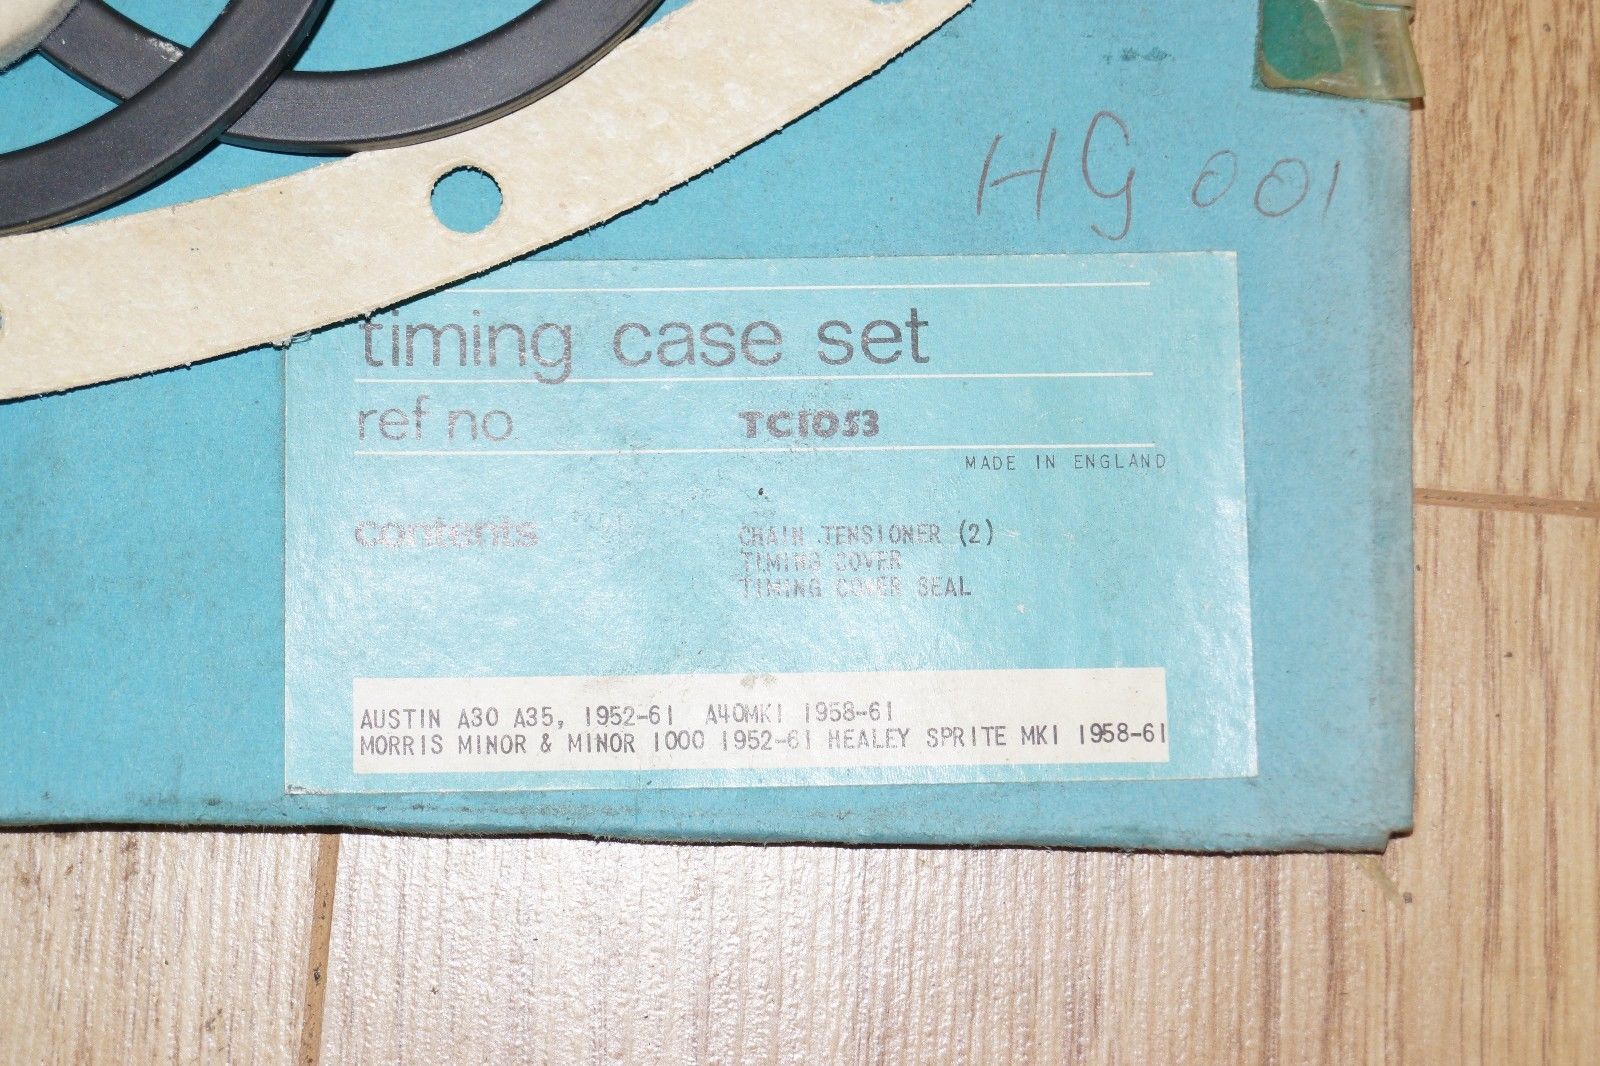 HG 001
timing case set
ref no TC1053
MADE IN ENGLAND
contents CHAIN TENSIONER (2)
TIMING COVER
TIMING COVER SEAL
AUSTIN A30 A35, 1952-61 A40MK1 1958-61
MORRIS MINOR & MINOR 1000 1952-61 HEALEY SPRITE MK1 1958-61